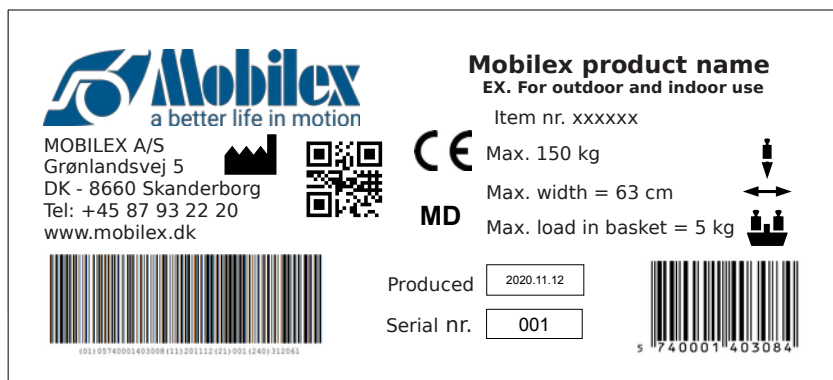 Mobilex
a better life in motion
MOBILEX A/S
Grønlandsvej 5
DK - 8660 Skanderborg
Tel: +45 87 93 22 20
www.mobilex.dk
(01)05740001403008(11)201112(21)001(240)312061
Mobilex product name
EX. For outdoor and indoor use
Item nr. xxxxxx
CE
Max. 150 kg
Max. width = 63 cm
MD
Max. load in basket = 5 kg
Produced 2020.11.12
Serial nr. 001
5 740001 403084